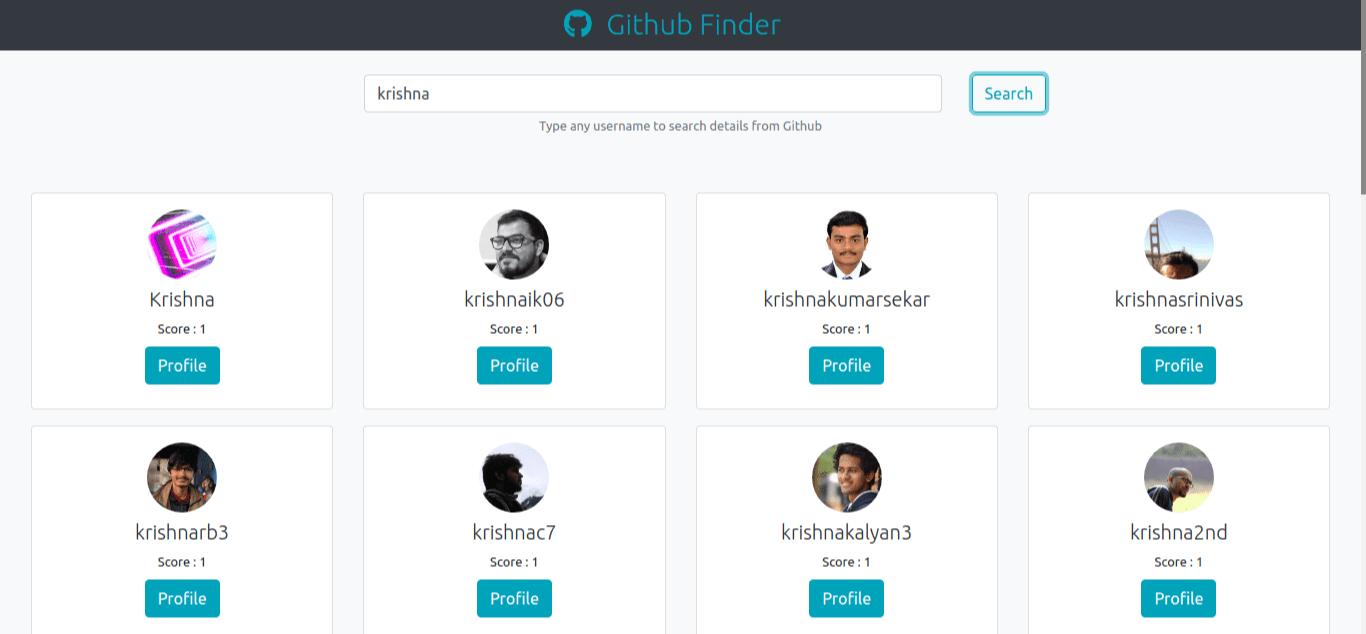 Github Finder
krishna
Search
Type any username to search details from Github
Krishna
Score : 1
Profile
krishnaik06
Score : 1
Profile
krishnakumarsekar
Score : 1
Profile
krishnasrinivas
Score : 1
Profile
krishnarb3
Score : 1
Profile
krishnac7
Score : 1
Profile
krishnakalyan3
Score : 1
Profile
krishna2nd
Score : 1
Profile